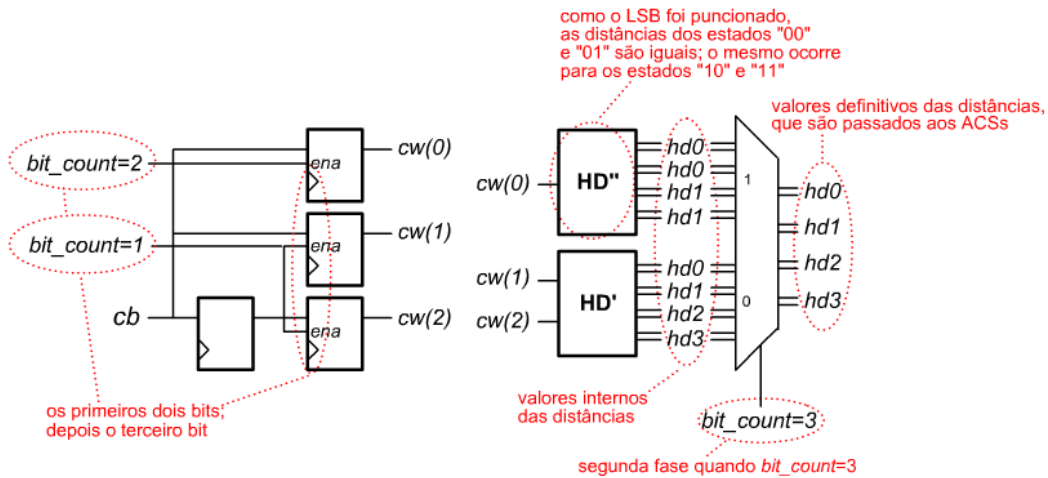 como o LSB foi puncionado,
as distâncias dos estados "00"
e "01" são iguais; o mesmo ocorre
para os estados "10" e "11"
valores definitivos das distâncias,
que são passados aos ACSs
bit_count=2
ena
cw(0)
bit_count=1
ena
cw(1)
cb
ena
cw(2)
os primeiros dois bits;
depois o terceiro bit
cw(0)
HD"
hd0
hd0
hd1
hd1
cw(1)
cw(2)
HD'
hd0
hd1
hd2
hd3
1
0
hd0
hd1
hd2
hd3
valores internos
das distâncias
bit_count=3
segunda fase quando bit_count=3